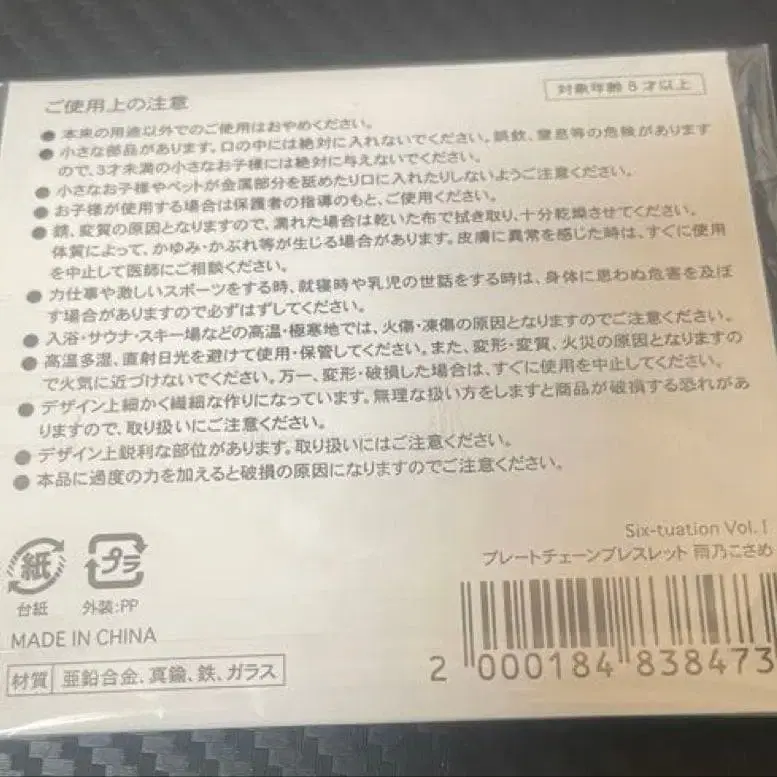 ご使用上の注意
対象年齢8才以上
●本来の用途以外でのご使用はおやめください。
●小さな部品があります。口の中には絶対に入れないでください。誤飲、窒息等の危険があります
ので、3才未満の小さなお子様には絶対に与えないでください。
●小さなお子様やペットが金属部分を舐めたり口に入れたりしないようご注意ください。
●お子様が使用する場合は保護者の指導のもと、ご使用ください。
●錆、変質の原因となりますので、濡れた場合は乾いた布で拭き取り、十分乾燥させてください。
体質によって、かゆみ・かぶれ等が生じる場合があります。皮膚に異常を感じた時は、すぐに使用
を中止して医師にご相談ください。
●力仕事や激しいスポーツをする時、就寝時や乳児の世話をする時は、身体に思わぬ危害を及ぼ
す場合がありますので必ずはずしてください。
●入浴・サウナ・スキー場などの高温・極寒地では、火傷・凍傷の原因となりますのでご注意ください。
●高温多湿、直射日光を避けて使用・保管してください。また、変形・変質、火災の原因となりますの
で火気に近づけないでください。万一、変形・破損した場合は、すぐに使用を中止してください。
●デザイン上細かく繊細な作りになっています。無理な扱い方をしますと商品が破損する恐れがあ
りますので、取り扱いにご注意ください。
●デザイン上鋭利な部位があります。取り扱いにはご注意ください。
●本品に過度の力を加えると破損の原因になりますのでご注意ください。
紙
プラ
台紙
外装:PP
MADE IN CHINA
材質 亜鉛合金、真鍮、鉄、ガラス
Six-tuation Vol.1
プレートチェーンブレスレット 雨乃こさめ
2 000184 838473